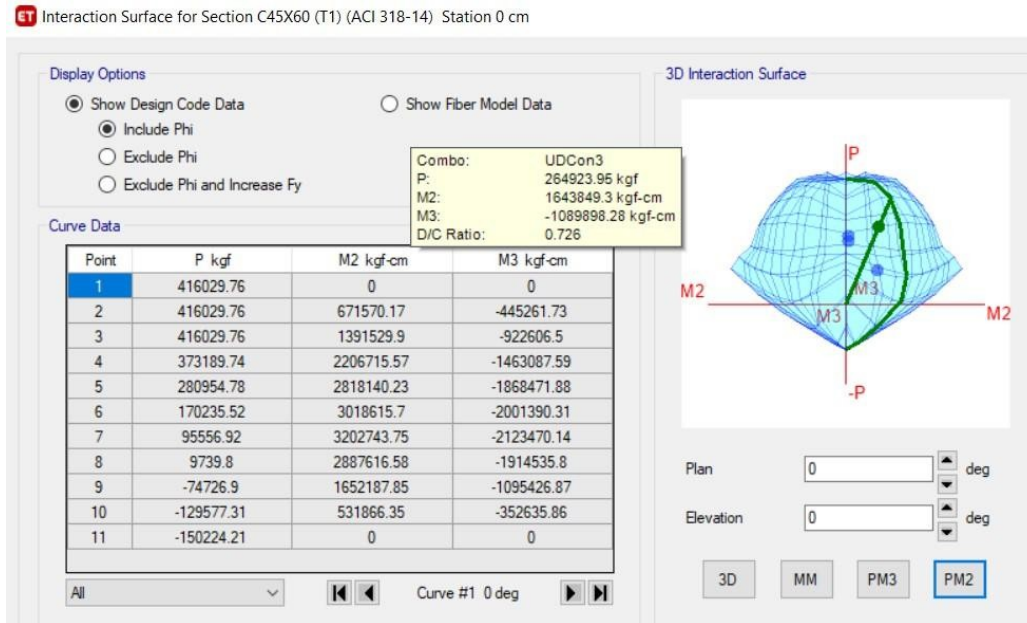 ET Interaction Surface for Section C45X60 (T1) (ACI 318-14) Station 0 cm
Display Options
Show Design Code Data
Show Fiber Model Data
Include Phi
Exclude Phi
Exclude Phi and Increase Fy
Combo: UDCon3
P: 264923.95 kgf
M2: 1643849.3 kgf-cm
M3: -1089898.28 kgf-cm
D/C Ratio: 0.726
Curve Data
Point P kgf M2 kgf-cm M3 kgf-cm
1 416029.76 0 0
2 416029.76 671570.17 -445261.73
3 416029.76 1391529.9 -922606.5
4 373189.74 2206715.57 -1463087.59
5 280954.78 2818140.23 -1868471.88
6 170235.52 3018615.7 -2001390.31
7 95556.92 3202743.75 -2123470.14
8 9739.8 2887616.58 -1914535.8
9 -74726.9 1652187.85 -1095426.87
10 -129577.31 531866.35 -352635.86
11 -150224.21 0 0
All
Curve #1 0 deg
3D Interaction Surface
P
M2
M3
M3
M2
-P
Plan 0 deg
Elevation 0 deg
3D MM PM3 PM2